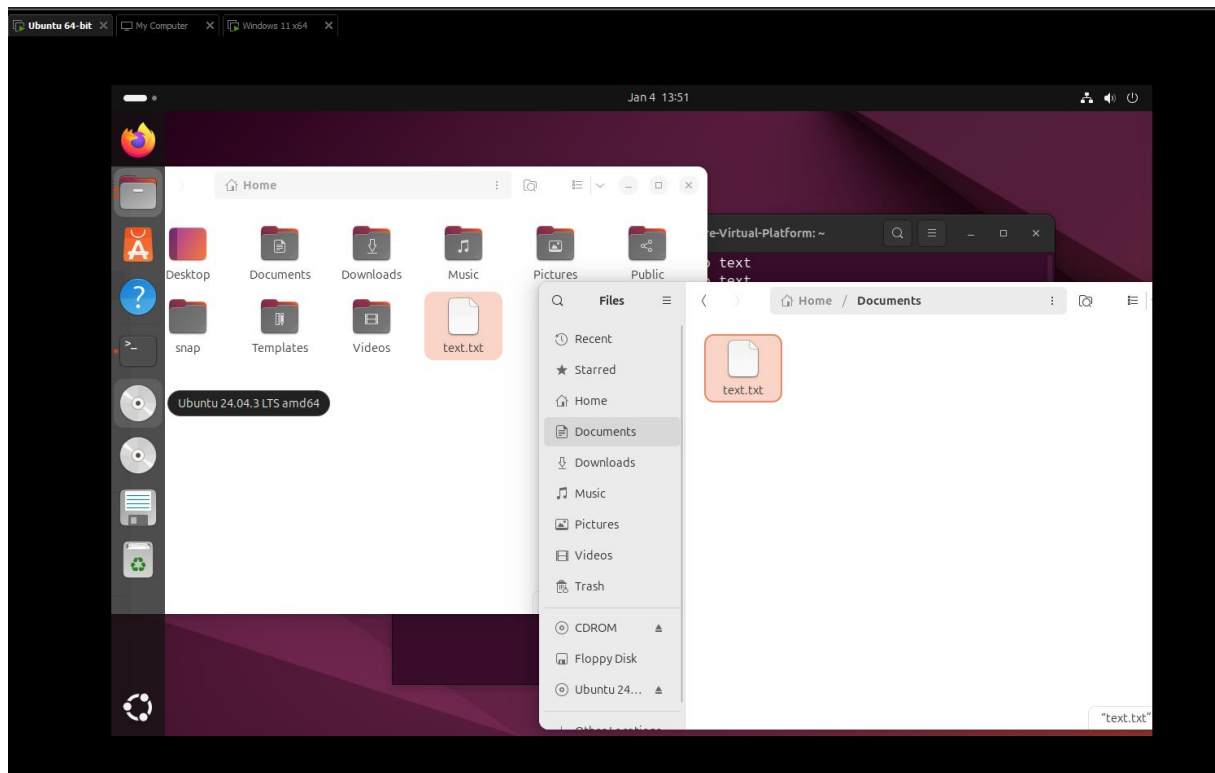 Ubuntu 64-bit My Computer Windows 11 x64
Jan 4 13:51
Home
Desktop Documents Downloads Music Pictures Public
snap Templates Videos text.txt
Ubuntu 24.04.3 LTS amd64
re-Virtual-Platform: ~
text
text
Files
Recent
Starred
Home
Documents
Downloads
Music
Pictures
Videos
Trash
CDROM
Floppy Disk
Ubuntu 24...
Home / Documents
text.txt
"text.txt"